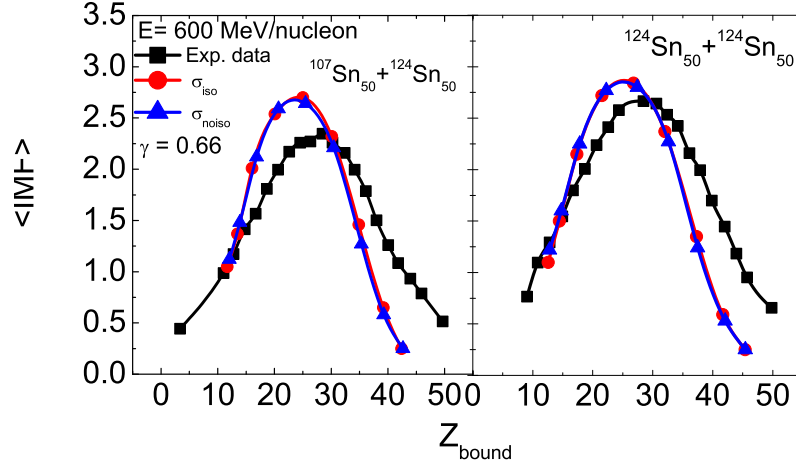 E= 600 MeV/nucleon
Exp. data
σiso
σnoiso
γ = 0.66
107Sn50+124Sn50
124Sn50+124Sn50
<IMF>
3.5
3.0
2.5
2.0
1.5
1.0
0.5
0.0
0 10 20 30 40 50
0 10 20 30 40 50
Zbound